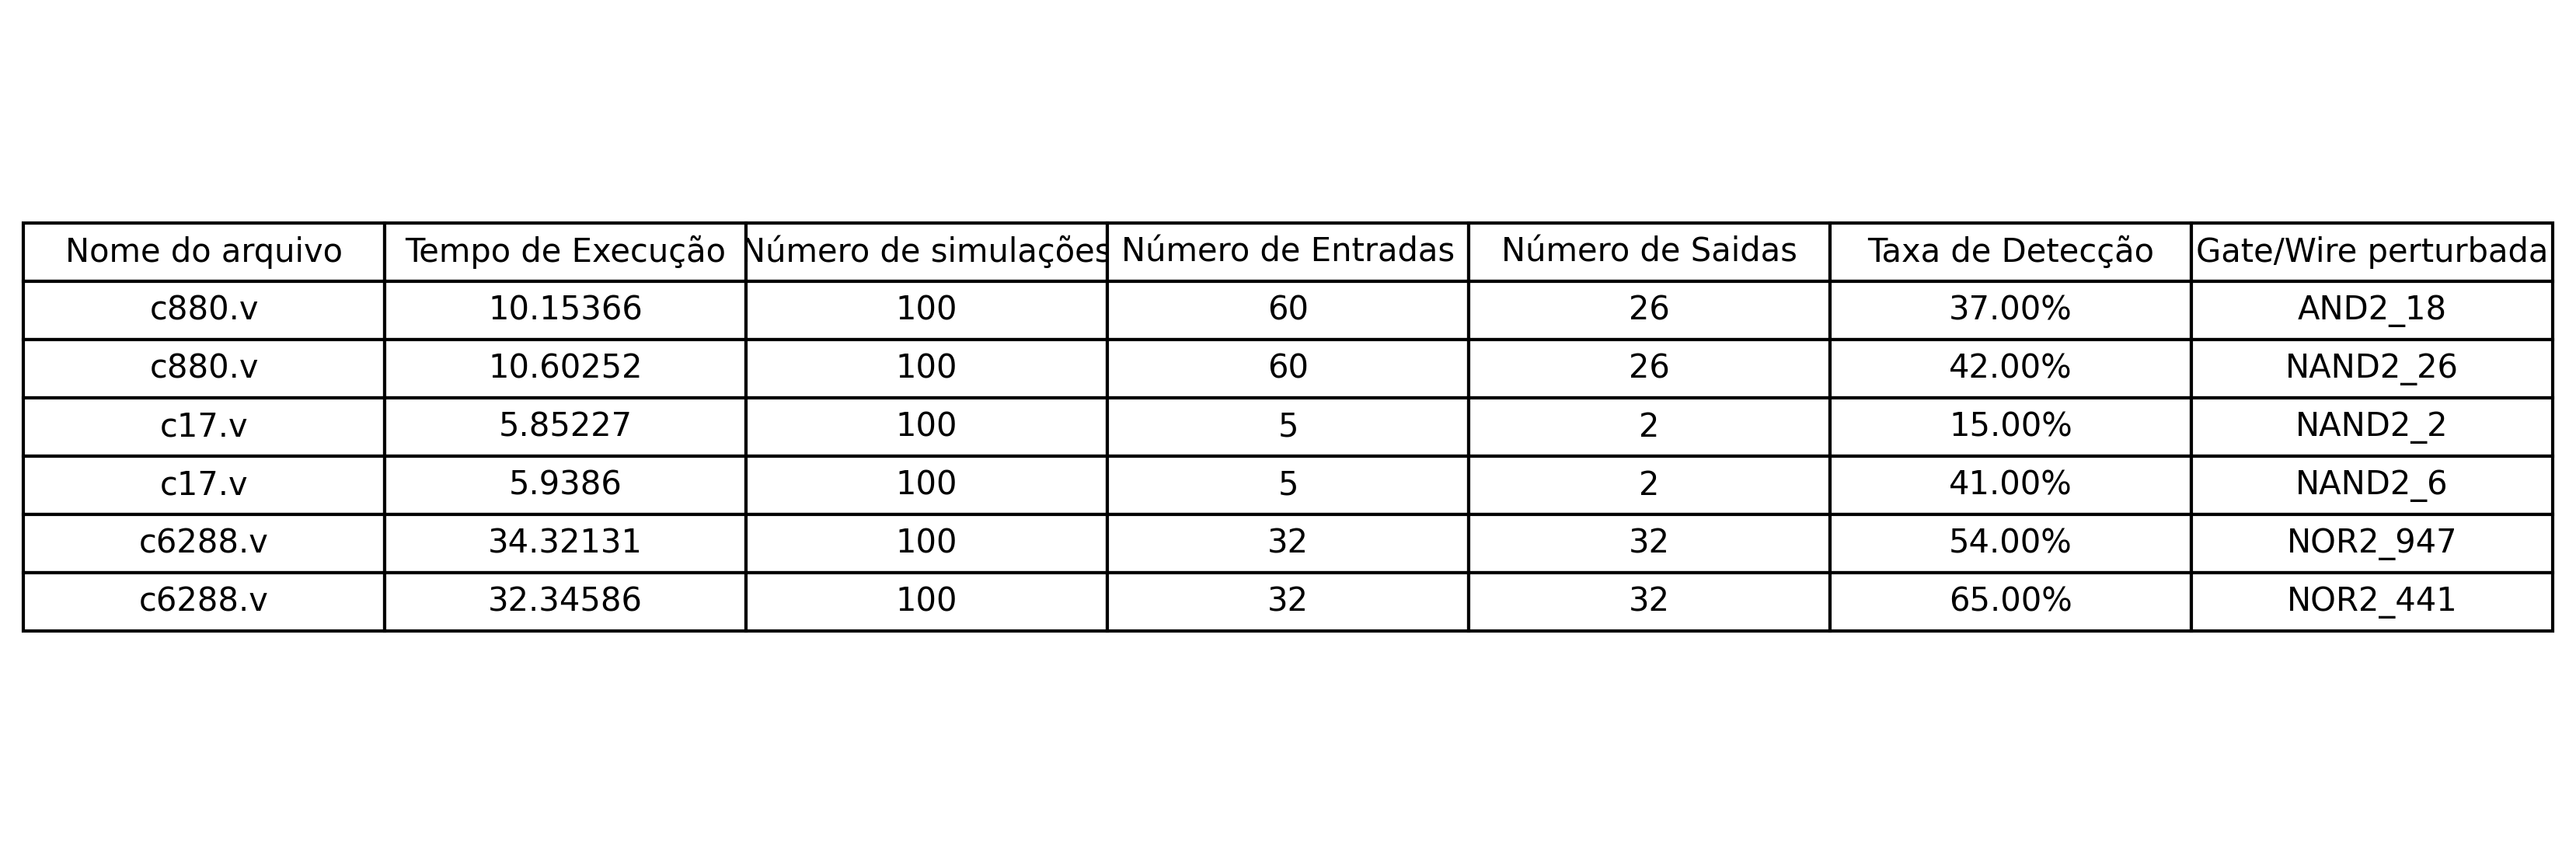 Nome do arquivo Tempo de Execução Número de simulações Número de Entradas Número de Saidas Taxa de Detecção Gate/Wire perturbada
c880.v 10.15366 100 60 26 37.00% AND2_18
c880.v 10.60252 100 60 26 42.00% NAND2_26
c17.v 5.85227 100 5 2 15.00% NAND2_2
c17.v 5.9386 100 5 2 41.00% NAND2_6
c6288.v 34.32131 100 32 32 54.00% NOR2_947
c6288.v 32.34586 100 32 32 65.00% NOR2_441